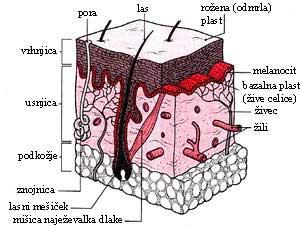 pora
las
rožena (odmrla)
plast
vrhnjica
melanocit
bazalna plast
(žive celice)
usnjica
živec
žili
podkožje
znojnica
lasni mešiček
mišica naježevalka dlake